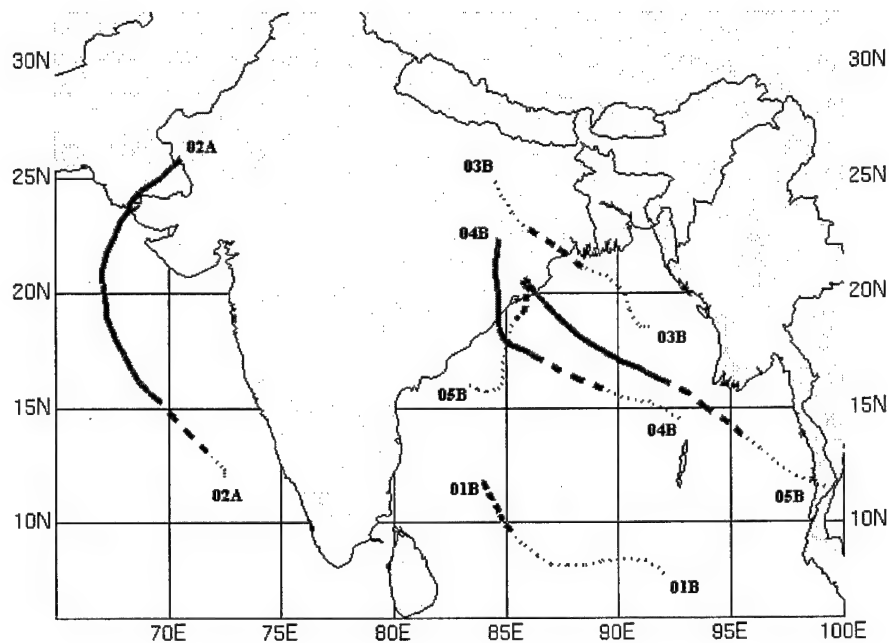 30N 30N
02A
25N 03B 25N
04B
20N 20N
03B
05B
15N 15N
04B
02A 01B 05B
10N 10N
01B
70E 75E 80E 85E 90E 95E 100E